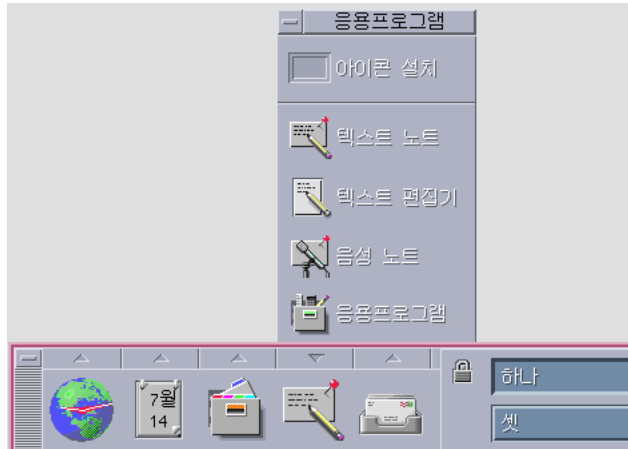 응용프로그램
아이콘 설치
텍스트 노트
텍스트 편집기
음성 노트
응용프로그램
7월
14
하나
셋